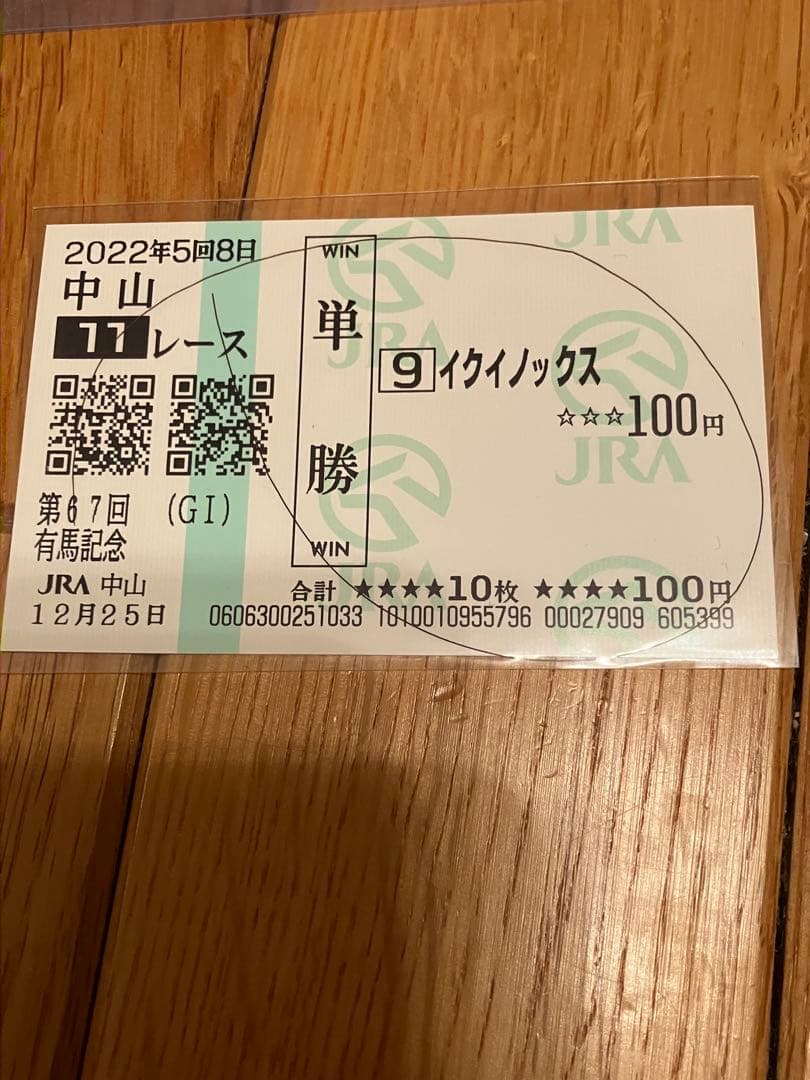 2022年5回8日
中山
11レース
第67回 (GⅠ)
有馬記念
JRA 中山
12月25日
WIN
単勝
WIN
9 イクイノックス
☆☆☆100円
合計 ★★★★10枚 ★★★★100円
0606300251033 1010010955796 00027909 605399
JRA
JRA
JRA
JRA